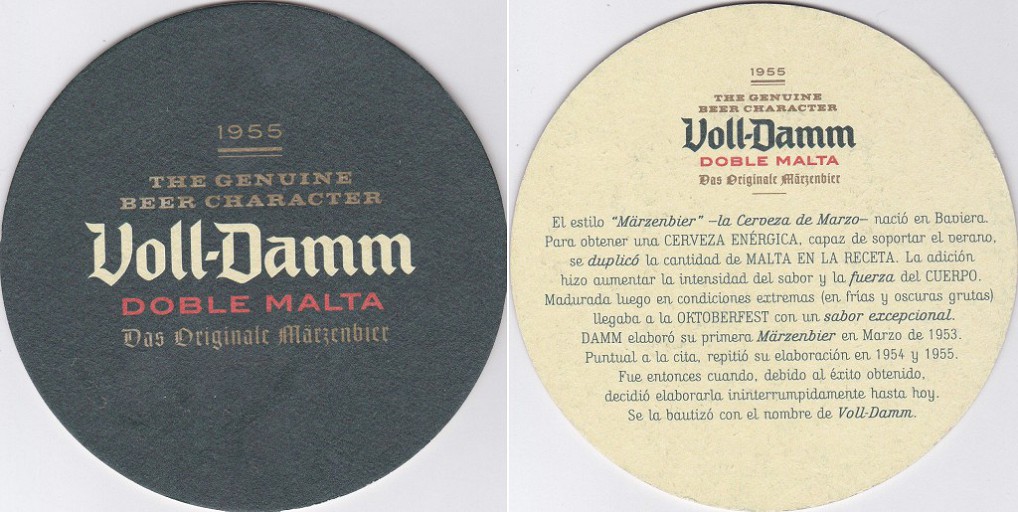 1955
THE GENUINE
BEER CHARACTER
Voll-Damm
DOBLE MALTA
Das Originale Märzenbier
1955
THE GENUINE
BEER CHARACTER
Voll-Damm
DOBLE MALTA
Das Originale Märzenbier
El estilo "Märzenbier" –la Cerveza de Marzo– nació en Baviera.
Para obtener una CERVEZA ENÉRGICA, capaz de soportar el verano,
se duplicó la cantidad de MALTA EN LA RECETA. La adición
hizo aumentar la intensidad del sabor y la fuerza del CUERPO.
Madurada luego en condiciones extremas (en frías y oscuras grutas)
llegaba a la OKTOBERFEST con un sabor excepcional.
DAMM elaboró su primera Märzenbier en Marzo de 1953.
Puntual a la cita, repitió su elaboración en 1954 y 1955.
Fue entonces cuando, debido al éxito obtenido,
decidió elaborarla ininterrumpidamente hasta hoy.
Se la bautizó con el nombre de Voll-Damm.